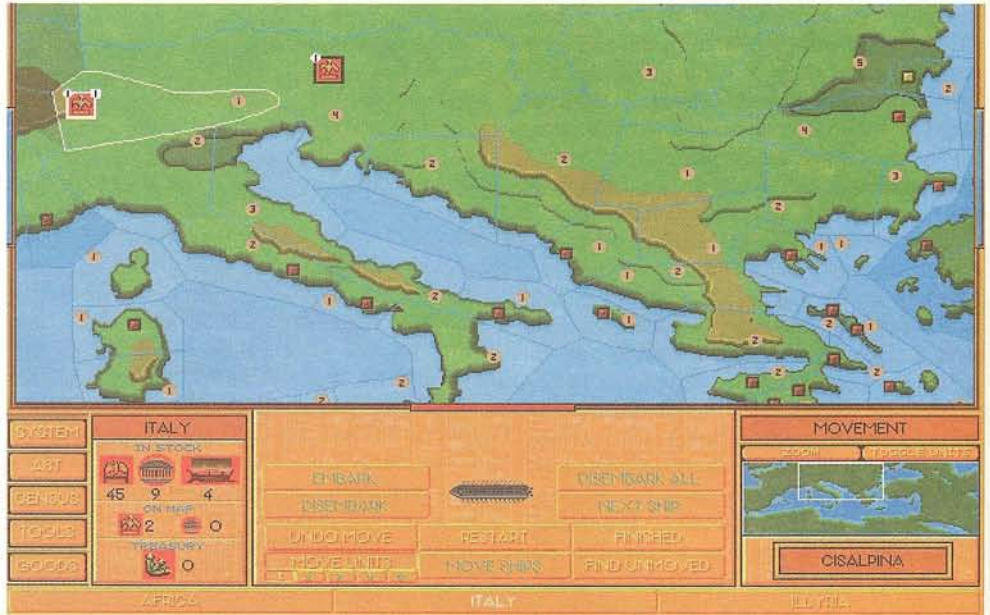 SYSTEM
ART
CENSUS
TOOLS
GOODS
ITALY
IN STOCK
45 9 4
ON MAP
2 0
TREASURY
0
EMBARK
DISEMBARK
UNDO MOVE
MOVE UNITS
RESTART
MOVE SHIPS
DISEMBARK ALL
NEXT SHIP
FINISHED
FIND UNMOVED
MOVEMENT
ZOOM TOGGLE UNITS
CISALPINA
AFRICA ITALY ILLYRIA